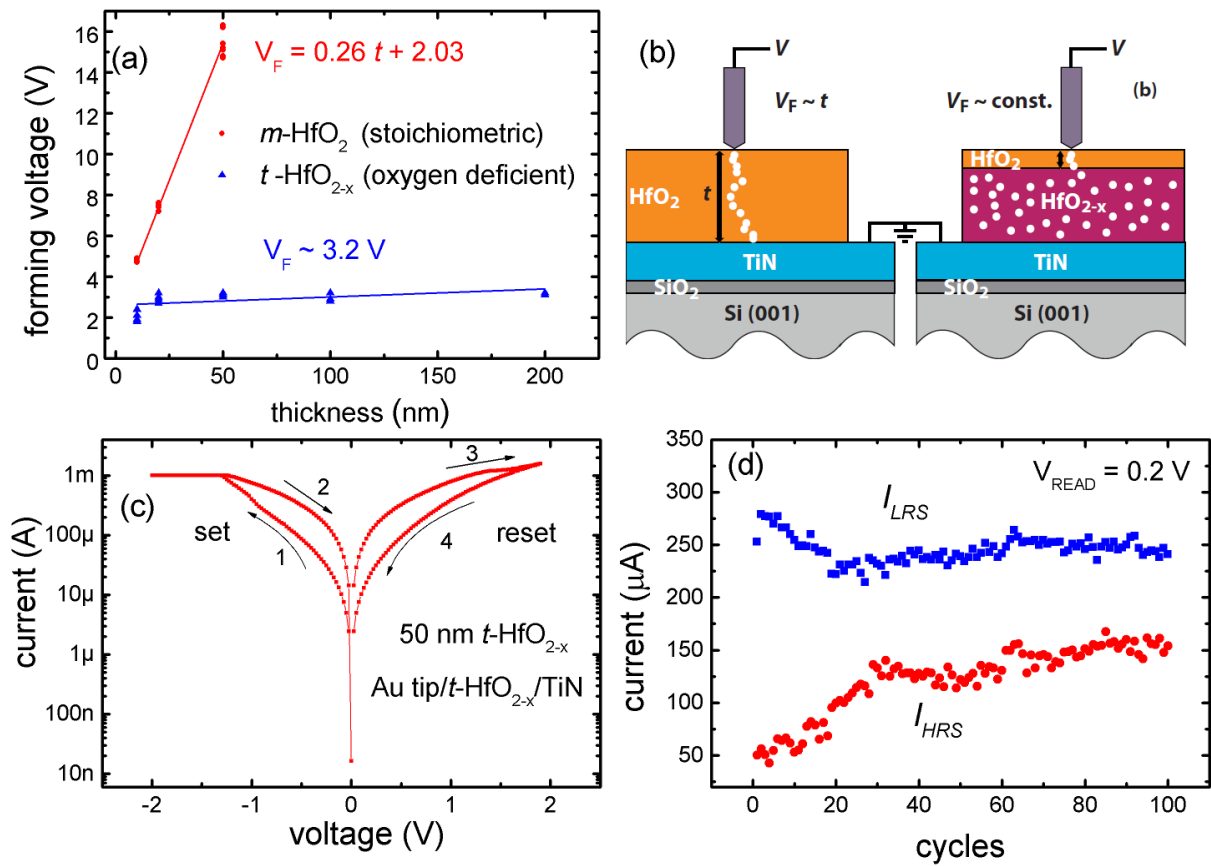 (a)
V_F = 0.26 t + 2.03
m-HfO₂ (stoichiometric)
t -HfO₂₋ₓ (oxygen deficient)
V_F ~ 3.2 V
forming voltage (V)
16
14
12
10
8
6
4
2
0
0 50 100 150 200
thickness (nm)
(b)
V
V_F ~ t
t
HfO₂
TiN
SiO₂
Si (001)
V
V_F ~ const.
(b)
HfO₂
HfO₂₋ₓ
TiN
SiO₂
Si (001)
(c)
current (A)
1m
100µ
10µ
1µ
100n
10n
set
reset
1
2
3
4
50 nm t-HfO₂₋ₓ
Au tip/t-HfO₂₋ₓ/TiN
-2 -1 0 1 2
voltage (V)
(d)
V_READ = 0.2 V
I_LRS
I_HRS
current (µA)
350
300
250
200
150
100
50
0 20 40 60 80 100
cycles